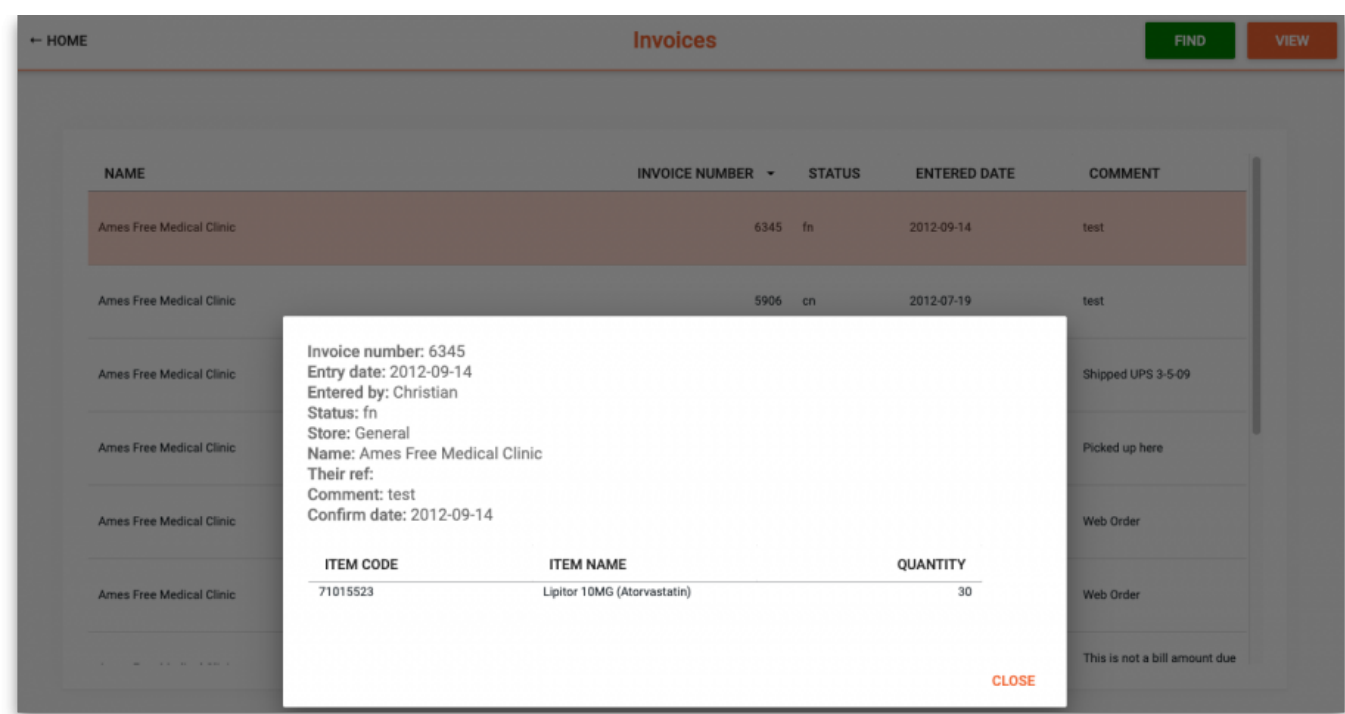 ← HOME
Invoices
FIND
VIEW
NAME
INVOICE NUMBER
STATUS
ENTERED DATE
COMMENT
Ames Free Medical Clinic 6345 fn 2012-09-14 test
Ames Free Medical Clinic 5906 cn 2012-07-19 test
Ames Free Medical Clinic Shipped UPS 3-5-09
Ames Free Medical Clinic Picked up here
Ames Free Medical Clinic Web Order
Ames Free Medical Clinic Web Order
This is not a bill amount due
Invoice number: 6345
Entry date: 2012-09-14
Entered by: Christian
Status: fn
Store: General
Name: Ames Free Medical Clinic
Their ref:
Comment: test
Confirm date: 2012-09-14
ITEM CODE ITEM NAME QUANTITY
71015523 Lipitor 10MG (Atorvastatin) 30
CLOSE